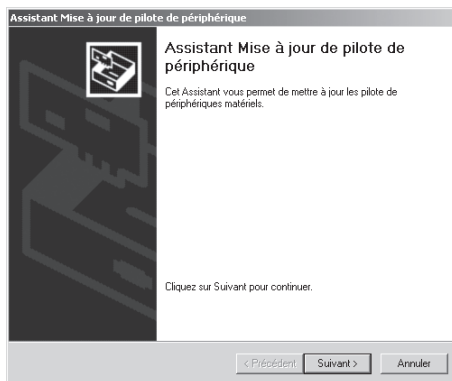 Assistant Mise à jour de pilote de périphérique
Assistant Mise à jour de pilote de
périphérique
Cet Assistant vous permet de mettre à jour les pilote de
périphériques matériels.
Cliquez sur Suivant pour continuer.
< Précédent
Suivant >
Annuler